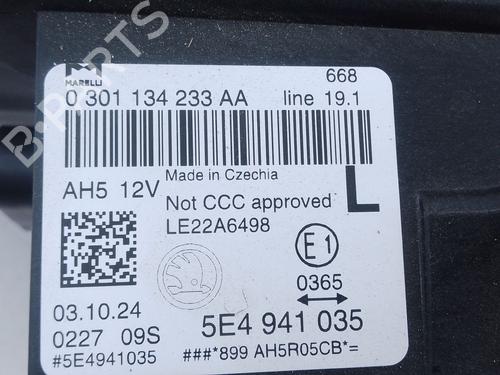 668
MARELLI
0 301 134 233 AA line 19.1
AH5 12V
Made in Czechia
Not CCC approved
L
LE22A6498
E1
0365
03.10.24
0227 09S
5E4 941 035
#5E4941035
###*899 AH5R05CB*=
B-PARTS